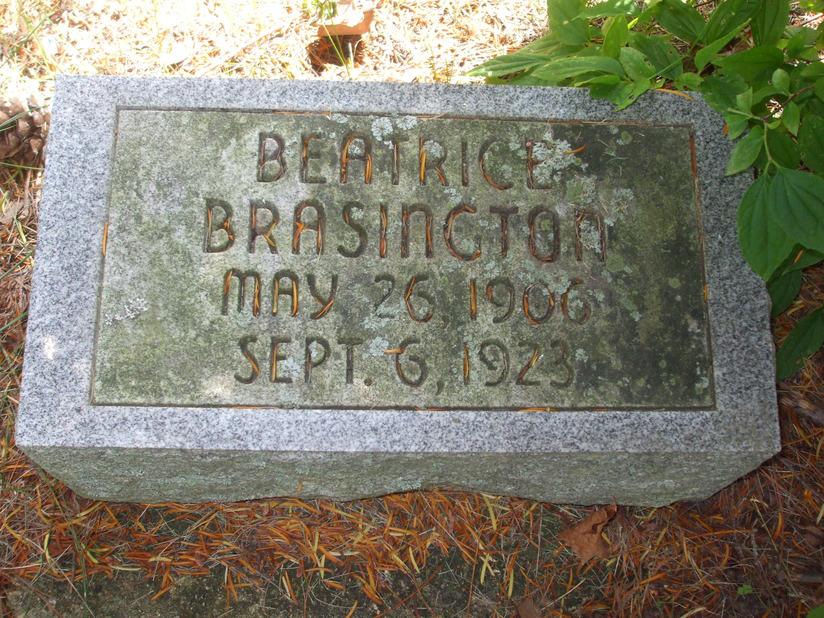 BEATRICE
BRASINGTON
MAY 26, 1906
SEPT. 6, 1923